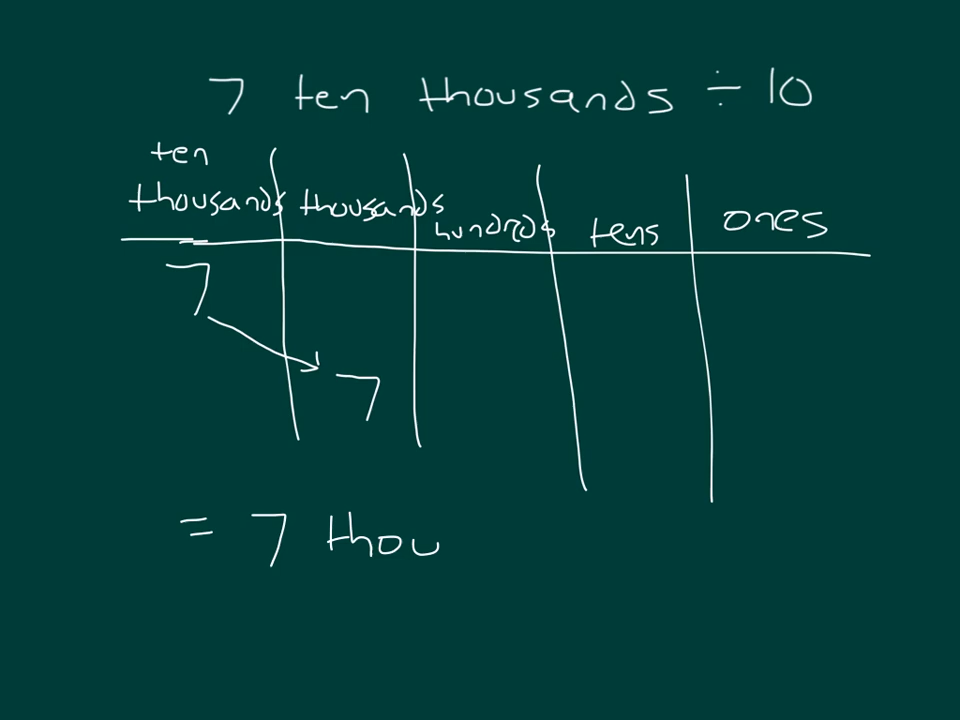 7 ten thousands ÷ 10
ten
thousands thousands hundreds tens ones
7
7
= 7 thou